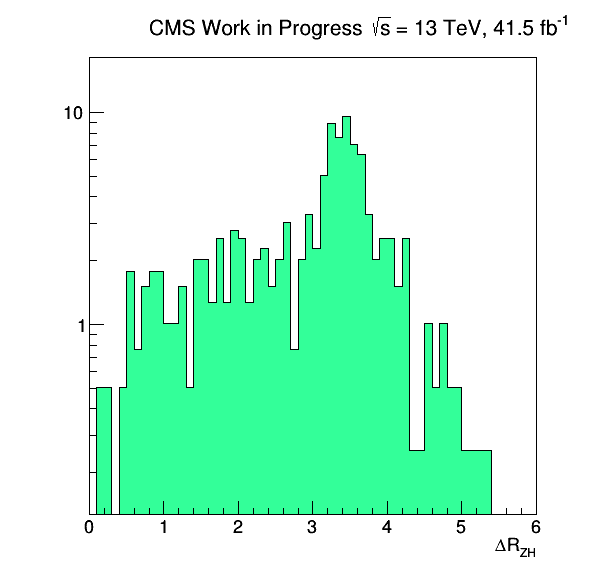 CMS Work in Progress √s = 13 TeV, 41.5 fb⁻¹
10
1
0 1 2 3 4 5 6
ΔR_ZH